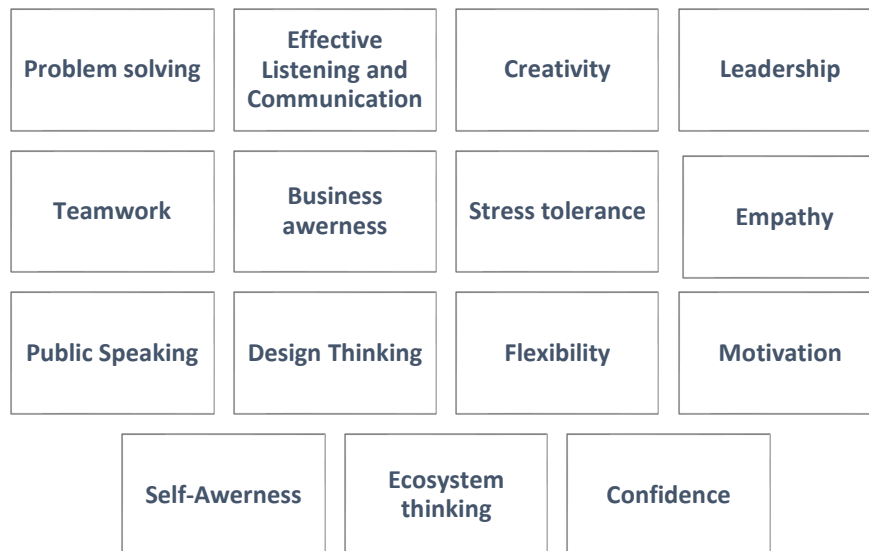 Problem solving
Effective
Listening and
Communication
Creativity
Leadership
Teamwork
Business
awerness
Stress tolerance
Empathy
Public Speaking
Design Thinking
Flexibility
Motivation
Self-Awerness
Ecosystem
thinking
Confidence